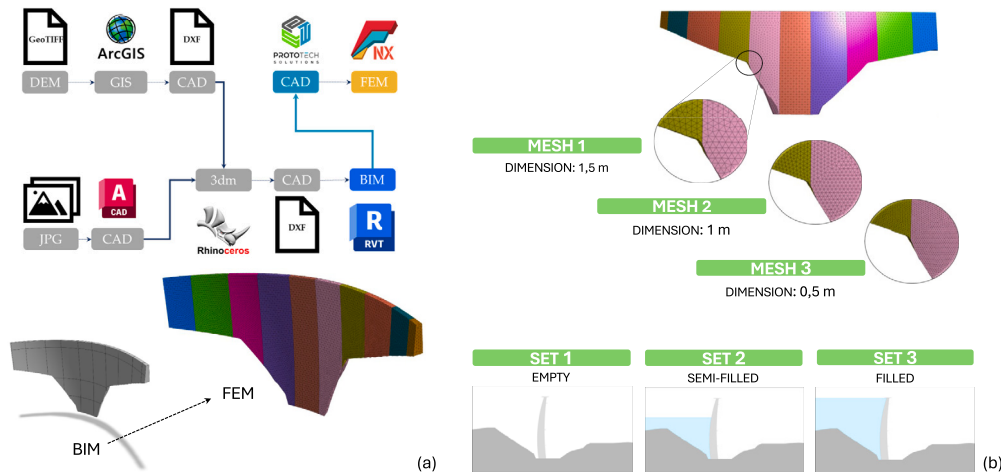 GeoTIFF
ArcGIS
DXF
PROTOTECH
SOLUTIONS
NX
DEM
GIS
CAD
CAD
FEM
3dm
CAD
BIM
A
CAD
JPG
CAD
Rhinoceros
DXF
R
RVT
BIM
FEM
(a)
MESH 1
DIMENSION: 1,5 m
MESH 2
DIMENSION: 1 m
MESH 3
DIMENSION: 0,5 m
SET 1
EMPTY
SET 2
SEMI-FILLED
SET 3
FILLED
(b)